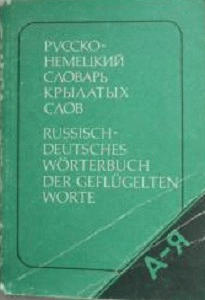 РУССКО-
НЕМЕЦКИЙ
СЛОВАРЬ
КРЫЛАТЫХ
СЛОВ
RUSSISCH-
DEUTSCHES
WÖRTERBUCH
DER GEFLÜGELTEN
WORTE
А-Я